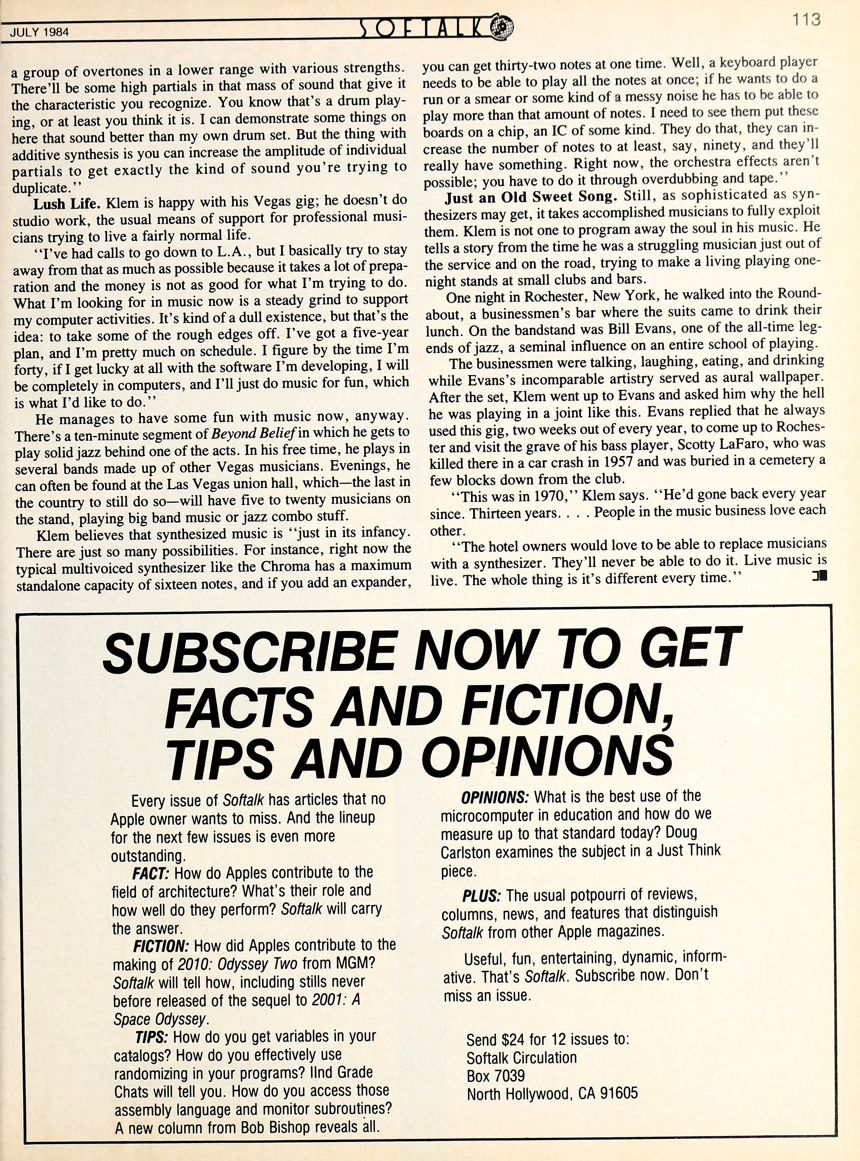 JULY 1984
SOFTALK
113
a group of overtones in a lower range with various strengths.
There'll be some high partials in that mass of sound that give it
the characteristic you recognize. You know that's a drum play-
ing, or at least you think it is. I can demonstrate some things on
here that sound better than my own drum set. But the thing with
additive synthesis is you can increase the amplitude of individual
partials to get exactly the kind of sound you're trying to
duplicate.''
Lush Life. Klem is happy with his Vegas gig; he doesn't do
studio work, the usual means of support for professional musi-
cians trying to live a fairly normal life.
''I've had calls to go down to L.A., but I basically try to stay
away from that as much as possible because it takes a lot of prepa-
ration and the money is not as good for what I'm trying to do.
What I'm looking for in music now is a steady grind to support
my computer activities. It's kind of a dull existence, but that's the
idea: to take some of the rough edges off. I've got a five-year
plan, and I'm pretty much on schedule. I figure by the time I'm
forty, if I get lucky at all with the software I'm developing, I will
be completely in computers, and I'll just do music for fun, which
is what I'd like to do.''
He manages to have some fun with music now, anyway.
There's a ten-minute segment of Beyond Belief in which he gets to
play solid jazz behind one of the acts. In his free time, he plays in
several bands made up of other Vegas musicians. Evenings, he
can often be found at the Las Vegas union hall, which—the last in
the country to still do so—will have five to twenty musicians on
the stand, playing big band music or jazz combo stuff.
Klem believes that synthesized music is ''just in its infancy.
There are just so many possibilities. For instance, right now the
typical multivoiced synthesizer like the Chroma has a maximum
standalone capacity of sixteen notes, and if you add an expander,
you can get thirty-two notes at one time. Well, a keyboard player
needs to be able to play all the notes at once; if he wants to do a
run or a smear or some kind of a messy noise he has to be able to
play more than that amount of notes. I need to see them put these
boards on a chip, an IC of some kind. They do that, they can in-
crease the number of notes to at least, say, ninety, and they'll
really have something. Right now, the orchestra effects aren't
possible; you have to do it through overdubbing and tape.''
Just an Old Sweet Song. Still, as sophisticated as syn-
thesizers may get, it takes accomplished musicians to fully exploit
them. Klem is not one to program away the soul in his music. He
tells a story from the time he was a struggling musician just out of
the service and on the road, trying to make a living playing one-
night stands at small clubs and bars.
One night in Rochester, New York, he walked into the Round-
about, a businessmen's bar where the suits came to drink their
lunch. On the bandstand was Bill Evans, one of the all-time leg-
ends of jazz, a seminal influence on an entire school of playing.
The businessmen were talking, laughing, eating, and drinking
while Evans's incomparable artistry served as aural wallpaper.
After the set, Klem went up to Evans and asked him why the hell
he was playing in a joint like this. Evans replied that he always
used this gig, two weeks out of every year, to come up to Roches-
ter and visit the grave of his bass player, Scotty LaFaro, who was
killed there in a car crash in 1957 and was buried in a cemetery a
few blocks down from the club.
''This was in 1970,'' Klem says. ''He'd gone back every year
since. Thirteen years. . . . People in the music business love each
other.
''The hotel owners would love to be able to replace musicians
with a synthesizer. They'll never be able to do it. Live music is
live. The whole thing is it's different every time.''
SUBSCRIBE NOW TO GET
FACTS AND FICTION,
TIPS AND OPINIONS
Every issue of Softalk has articles that no
Apple owner wants to miss. And the lineup
for the next few issues is even more
outstanding.
FACT: How do Apples contribute to the
field of architecture? What's their role and
how well do they perform? Softalk will carry
the answer.
FICTION: How did Apples contribute to the
making of 2010: Odyssey Two from MGM?
Softalk will tell how, including stills never
before released of the sequel to 2001: A
Space Odyssey.
TIPS: How do you get variables in your
catalogs? How do you effectively use
randomizing in your programs? IInd Grade
Chats will tell you. How do you access those
assembly language and monitor subroutines?
A new column from Bob Bishop reveals all.
OPINIONS: What is the best use of the
microcomputer in education and how do we
measure up to that standard today? Doug
Carlston examines the subject in a Just Think
piece.
PLUS: The usual potpourri of reviews,
columns, news, and features that distinguish
Softalk from other Apple magazines.
Useful, fun, entertaining, dynamic, inform-
ative. That's Softalk. Subscribe now. Don't
miss an issue.
Send $24 for 12 issues to:
Softalk Circulation
Box 7039
North Hollywood, CA 91605